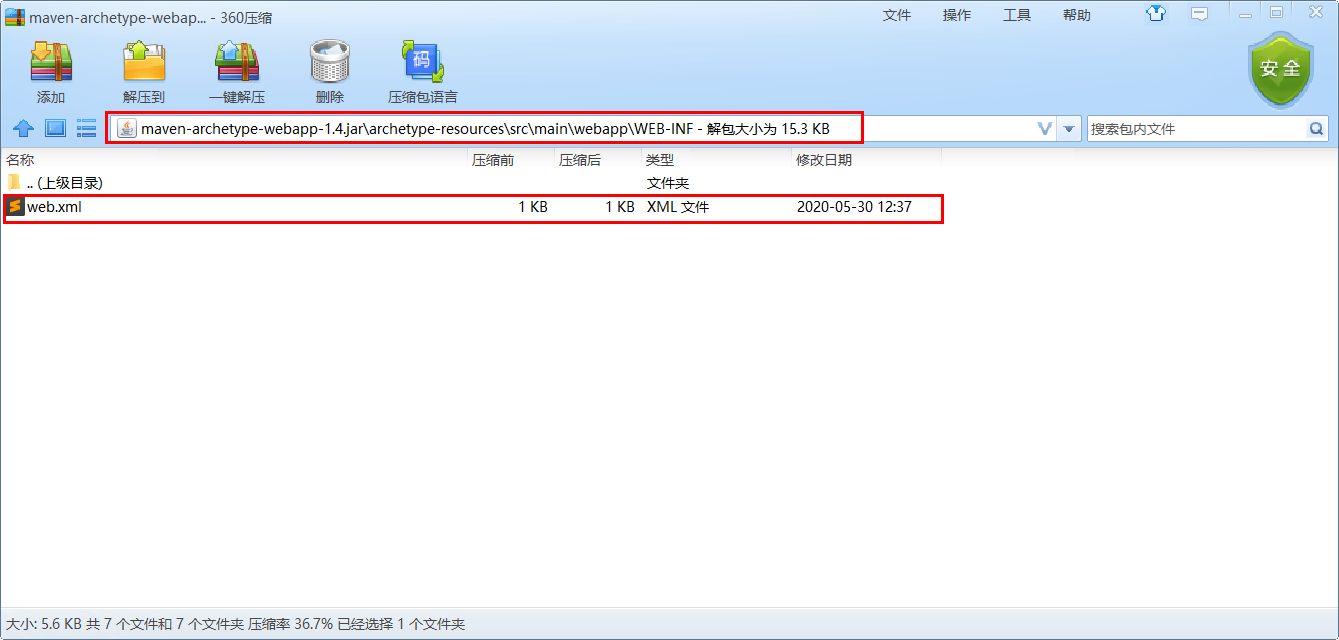 maven-archetype-webap... - 360压缩 文件 操作 工具 帮助
添加 解压到 一键解压 删除 码 压缩包语言 安全
maven-archetype-webapp-1.4.jar\archetype-resources\src\main\webapp\WEB-INF - 解包大小为 15.3 KB 搜索包内文件
名称 压缩前 压缩后 类型 修改日期
.. (上级目录) 文件夹
web.xml 1 KB 1 KB XML 文件 2020-05-30 12:37
大小: 5.6 KB 共 7 个文件和 7 个文件夹 压缩率 36.7% 已经选择 1 个文件夹